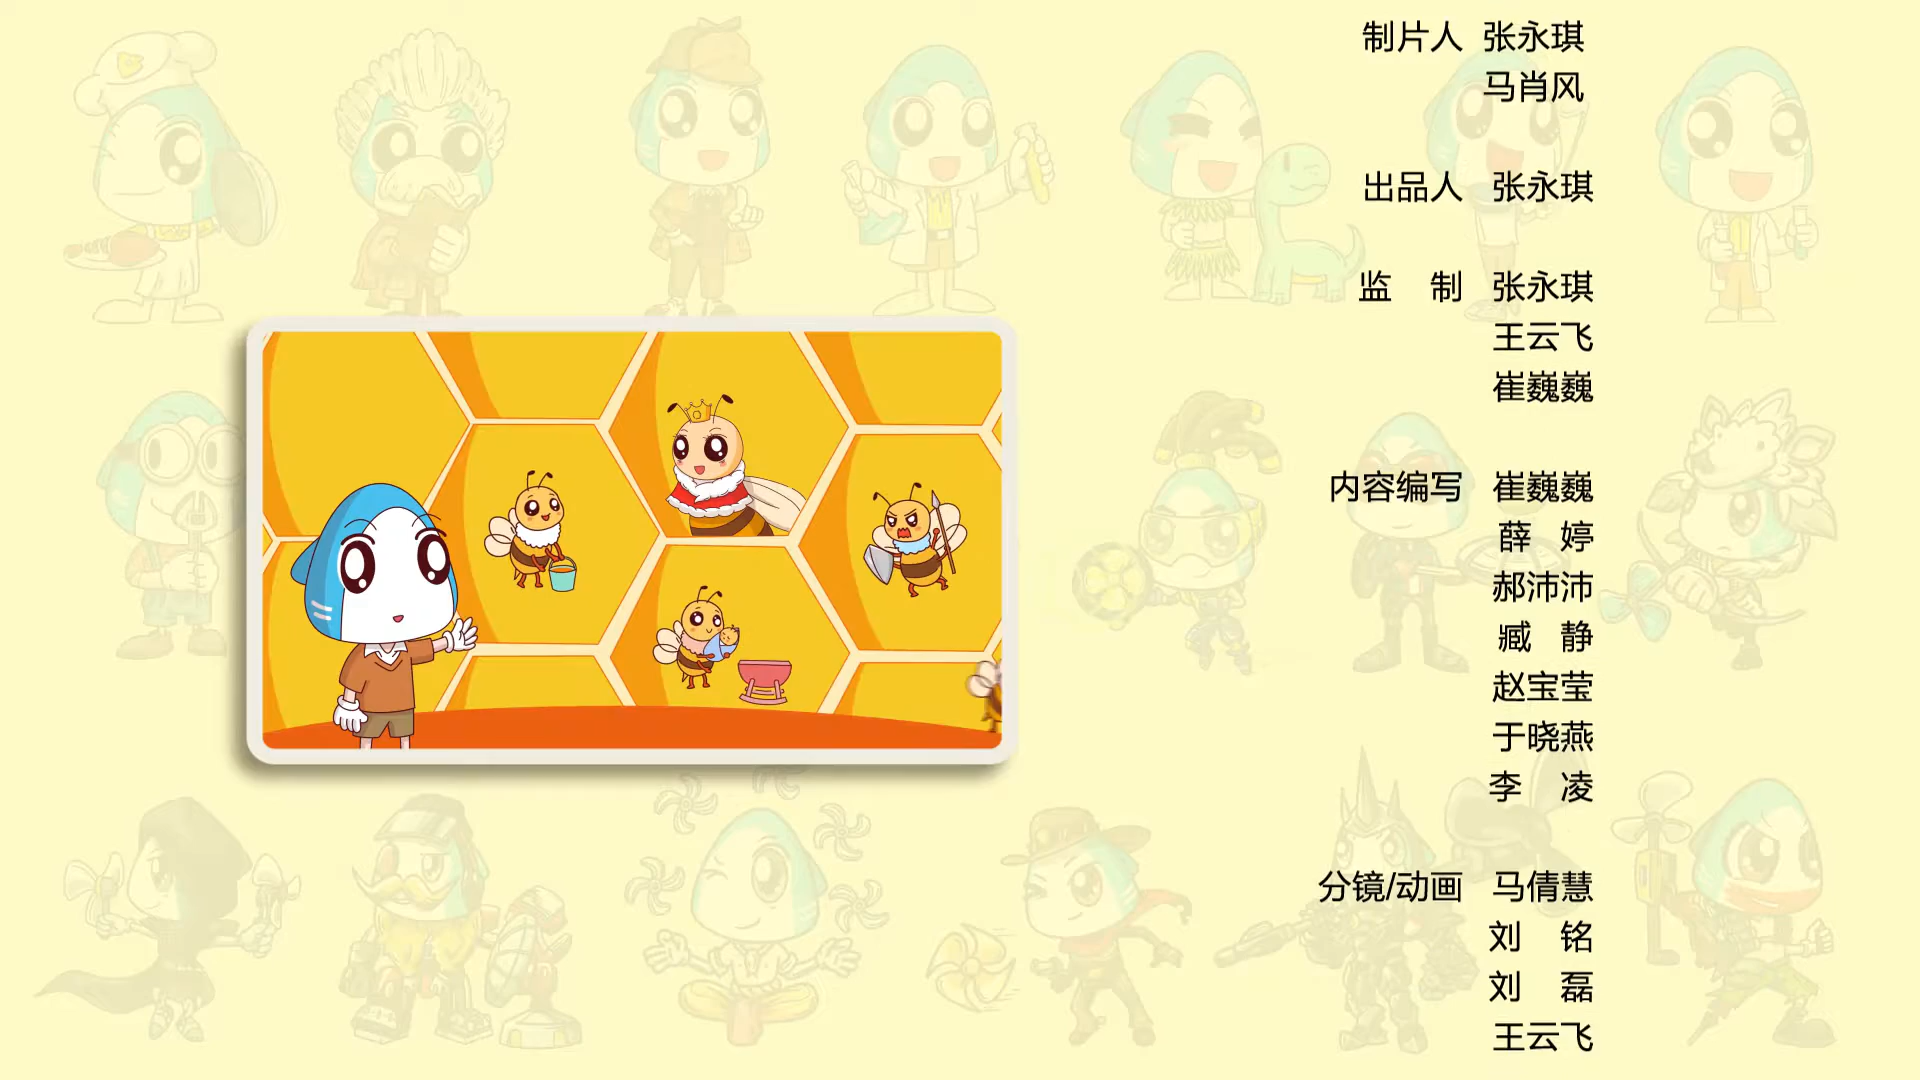 制片人 张永琪
马肖风
出品人 张永琪
监 制 张永琪
王云飞
崔巍巍
内容编写 崔巍巍
薛 婷
郝沛沛
臧 静
赵宝莹
于晓燕
李 凌
分镜/动画 马倩慧
刘 铭
刘 磊
王云飞